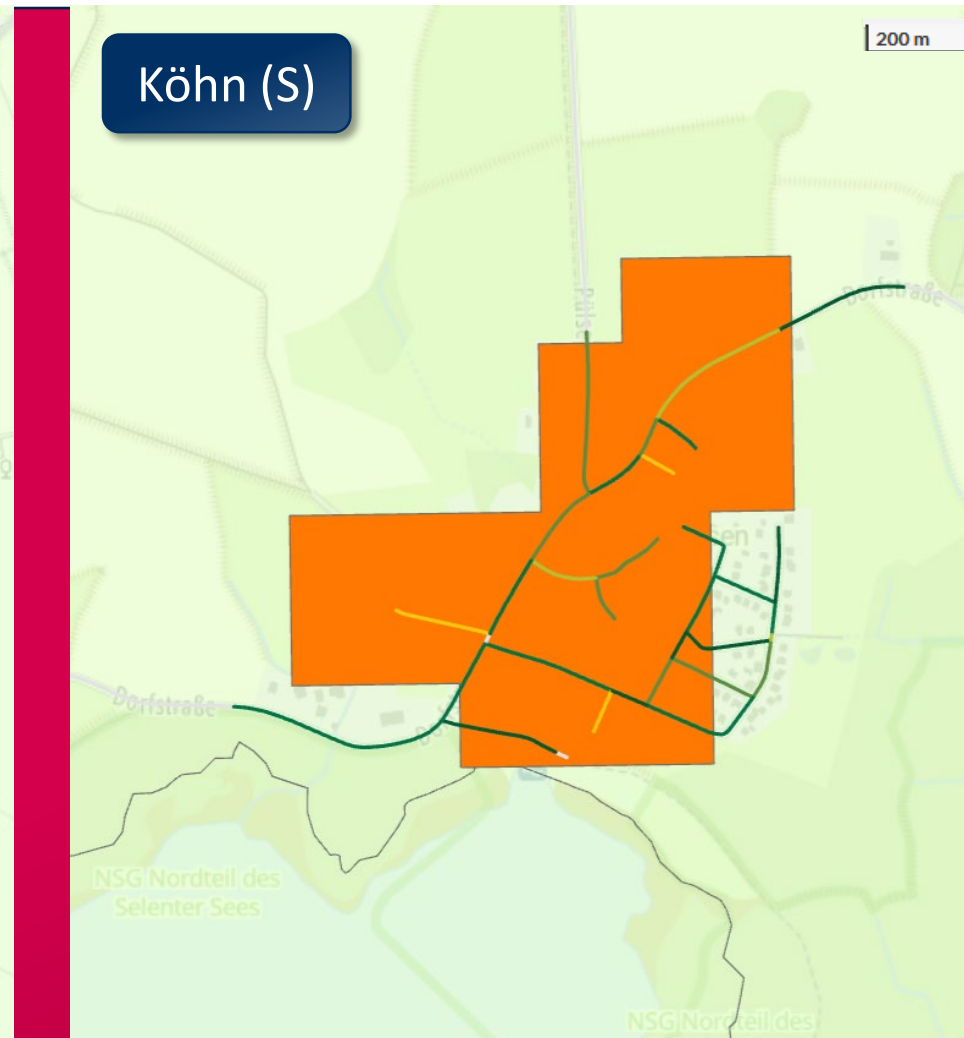 Köhn (S)
200 m
Dorfstraße
Dorfstraße
NSG Nordteil des
Selenter Sees
NSG Nordteil des